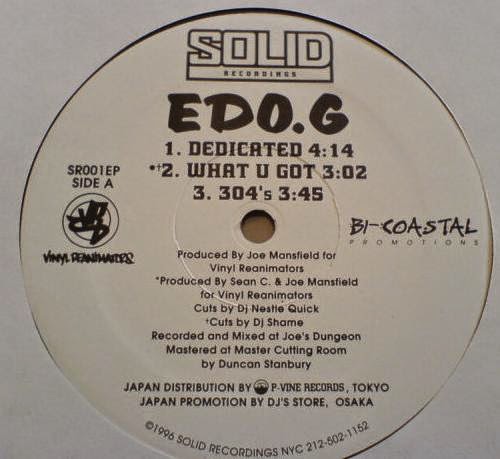 SOLID
RECORDINGS
EDO.G
1. DEDICATED 4:14
*†2. WHAT U GOT 3:02
3. 304's 3:45
SR001EP
SIDE A
VINYL REANIMATORS
BI-COASTAL
PROMOTIONS
Produced By Joe Mansfield for
Vinyl Reanimators
*Produced By Sean C. & Joe Mansfield
for Vinyl Reanimators
Cuts by Dj Nestle Quick
†Cuts by Dj Shame
Recorded and Mixed at Joe's Dungeon
Mastered at Master Cutting Room
by Duncan Stanbury
JAPAN DISTRIBUTION BY P-VINE RECORDS, TOKYO
JAPAN PROMOTION BY DJ'S STORE, OSAKA
©1996 SOLID RECORDINGS NYC 212-502-1152